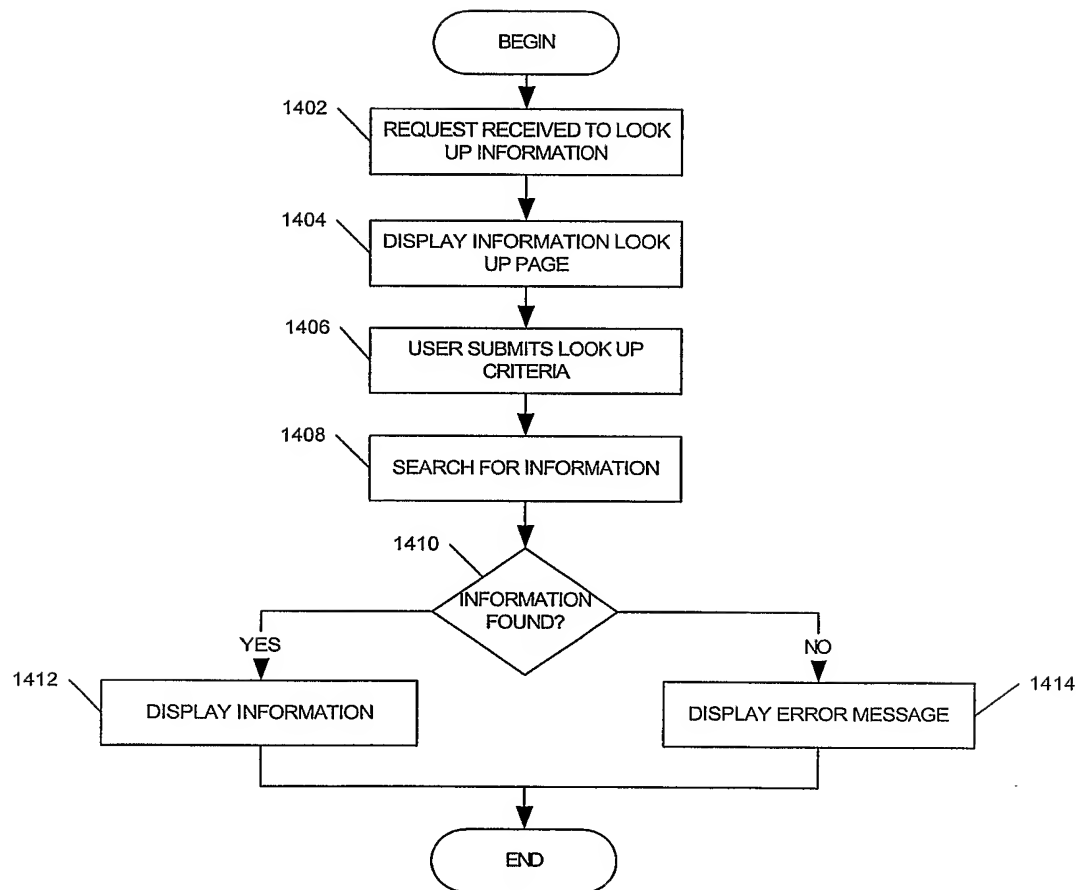 BEGIN
1402
REQUEST RECEIVED TO LOOK
UP INFORMATION
1404
DISPLAY INFORMATION LOOK
UP PAGE
1406
USER SUBMITS LOOK UP
CRITERIA
1408
SEARCH FOR INFORMATION
1410
INFORMATION
FOUND?
YES
NO
1412
DISPLAY INFORMATION
DISPLAY ERROR MESSAGE
1414
END